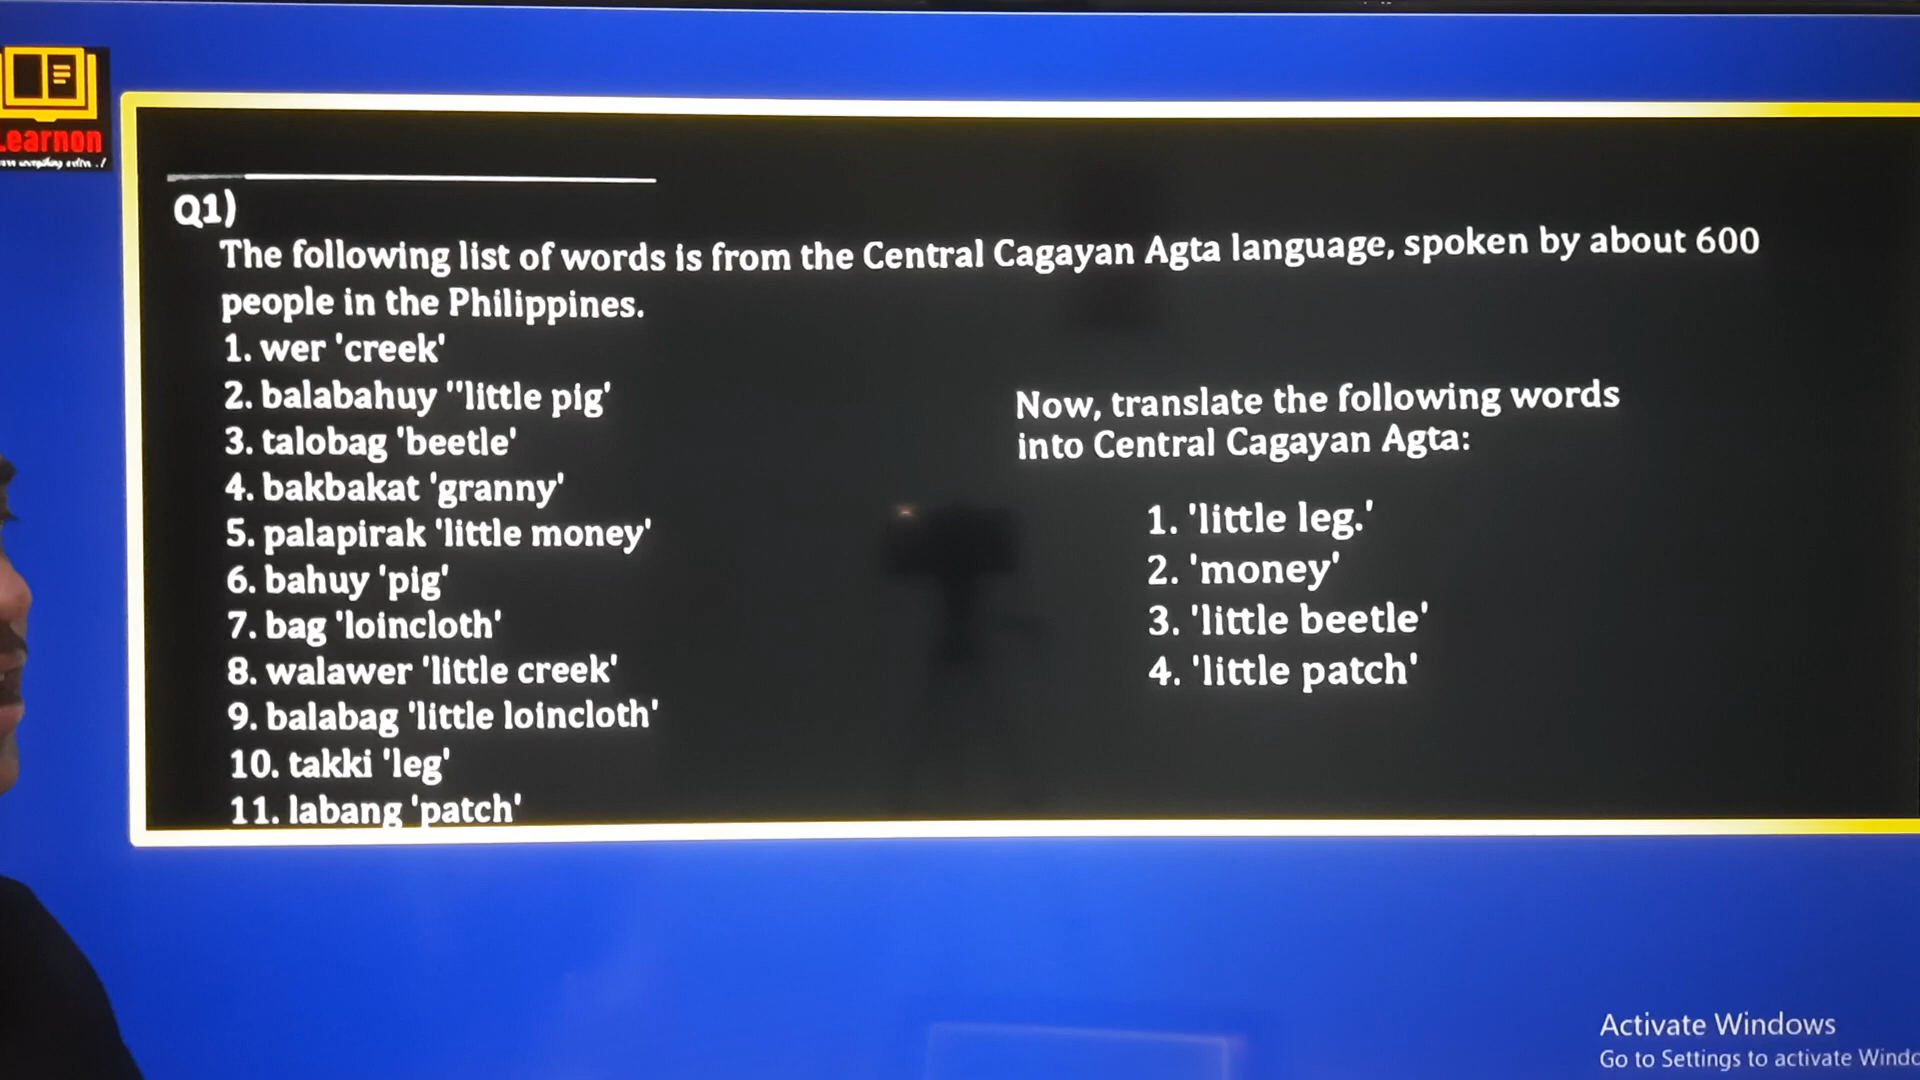 Learnon
Q1)
The following list of words is from the Central Cagayan Agta language, spoken by about 600
people in the Philippines.
1. wer 'creek'
2. balabahuy "little pig'
3. talobag 'beetle'
4. bakbakat 'granny'
5. palapirak 'little money'
6. bahuy 'pig'
7. bag 'loincloth'
8. walawer 'little creek'
9. balabag 'little loincloth'
10. takki 'leg'
11. labang 'patch'
Now, translate the following words
into Central Cagayan Agta:
1. 'little leg.'
2. 'money'
3. 'little beetle'
4. 'little patch'
Activate Windows
Go to Settings to activate Windo